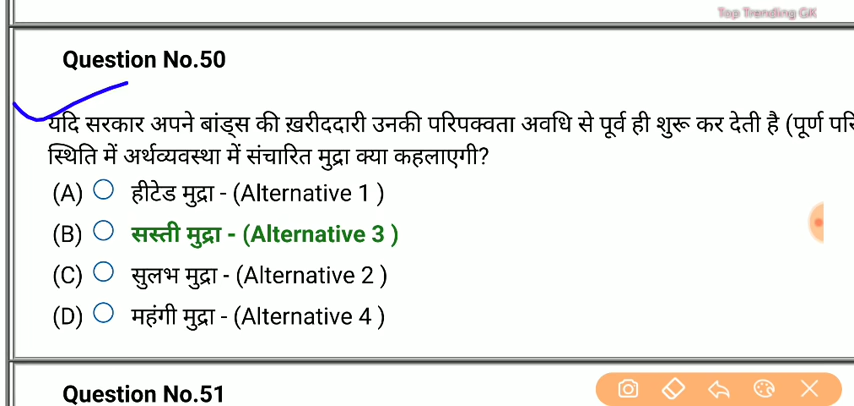 Top Trending GK
Question No.50
यदि सरकार अपने बांड्स की ख़रीददारी उनकी परिपक्वता अवधि से पूर्व ही शुरू कर देती है (पूर्ण
स्थिति में अर्थव्यवस्था में संचारित मुद्रा क्या कहलाएगी?
(A) हीटेड मुद्रा - (Alternative 1 )
(B) सस्ती मुद्रा - (Alternative 3 )
(C) सुलभ मुद्रा - (Alternative 2 )
(D) महंगी मुद्रा - (Alternative 4 )
Question No.51